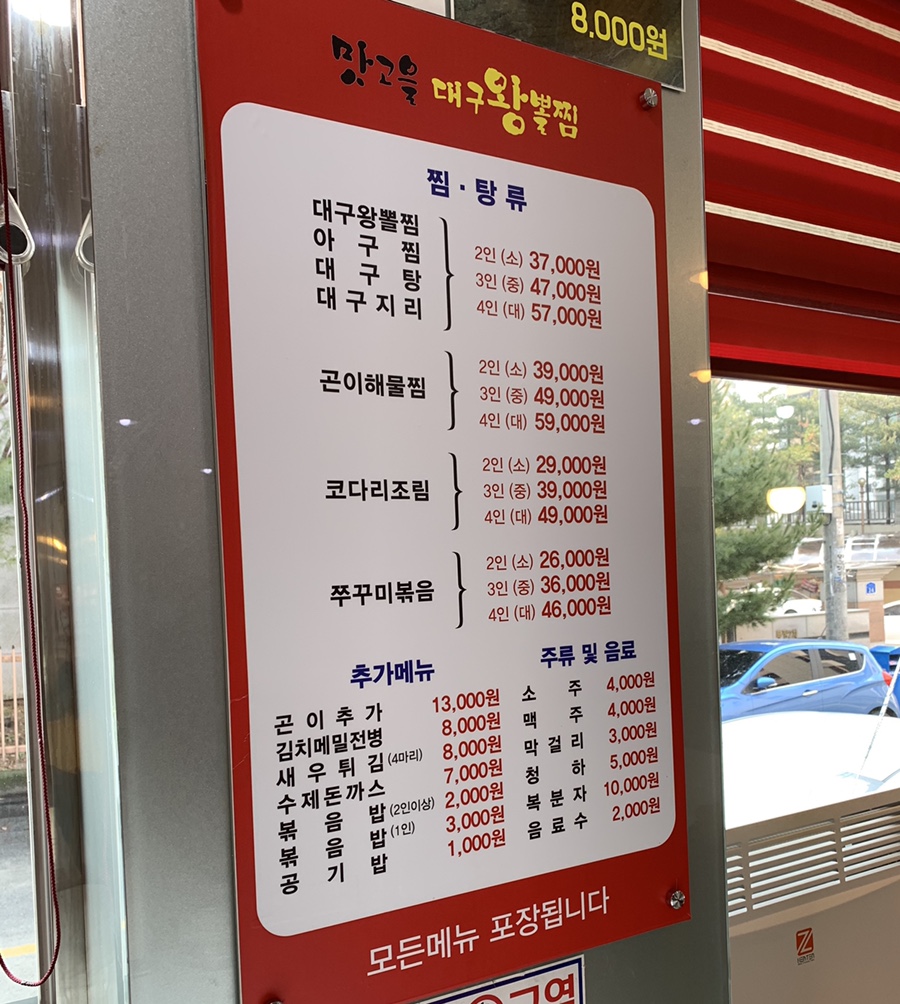 8,000원
맛고을 대구왕뽈찜
찜·탕류
대구왕뽈찜
아구찜
대구탕
대구지리
2인 (소) 37,000원
3인 (중) 47,000원
4인 (대) 57,000원
곤이해물찜
2인 (소) 39,000원
3인 (중) 49,000원
4인 (대) 59,000원
코다리조림
2인 (소) 29,000원
3인 (중) 39,000원
4인 (대) 49,000원
쭈꾸미볶음
2인 (소) 26,000원
3인 (중) 36,000원
4인 (대) 46,000원
추가메뉴
곤이추가 13,000원
김치메밀전병 8,000원
새우튀김 (4마리) 8,000원
수제돈까스 7,000원
볶음밥 (2인이상) 2,000원
볶음밥 (1인) 3,000원
공기밥 1,000원
주류 및 음료
소주 4,000원
맥주 4,000원
막걸리 3,000원
청하 5,000원
복분자 10,000원
음료수 2,000원
모든메뉴 포장됩니다